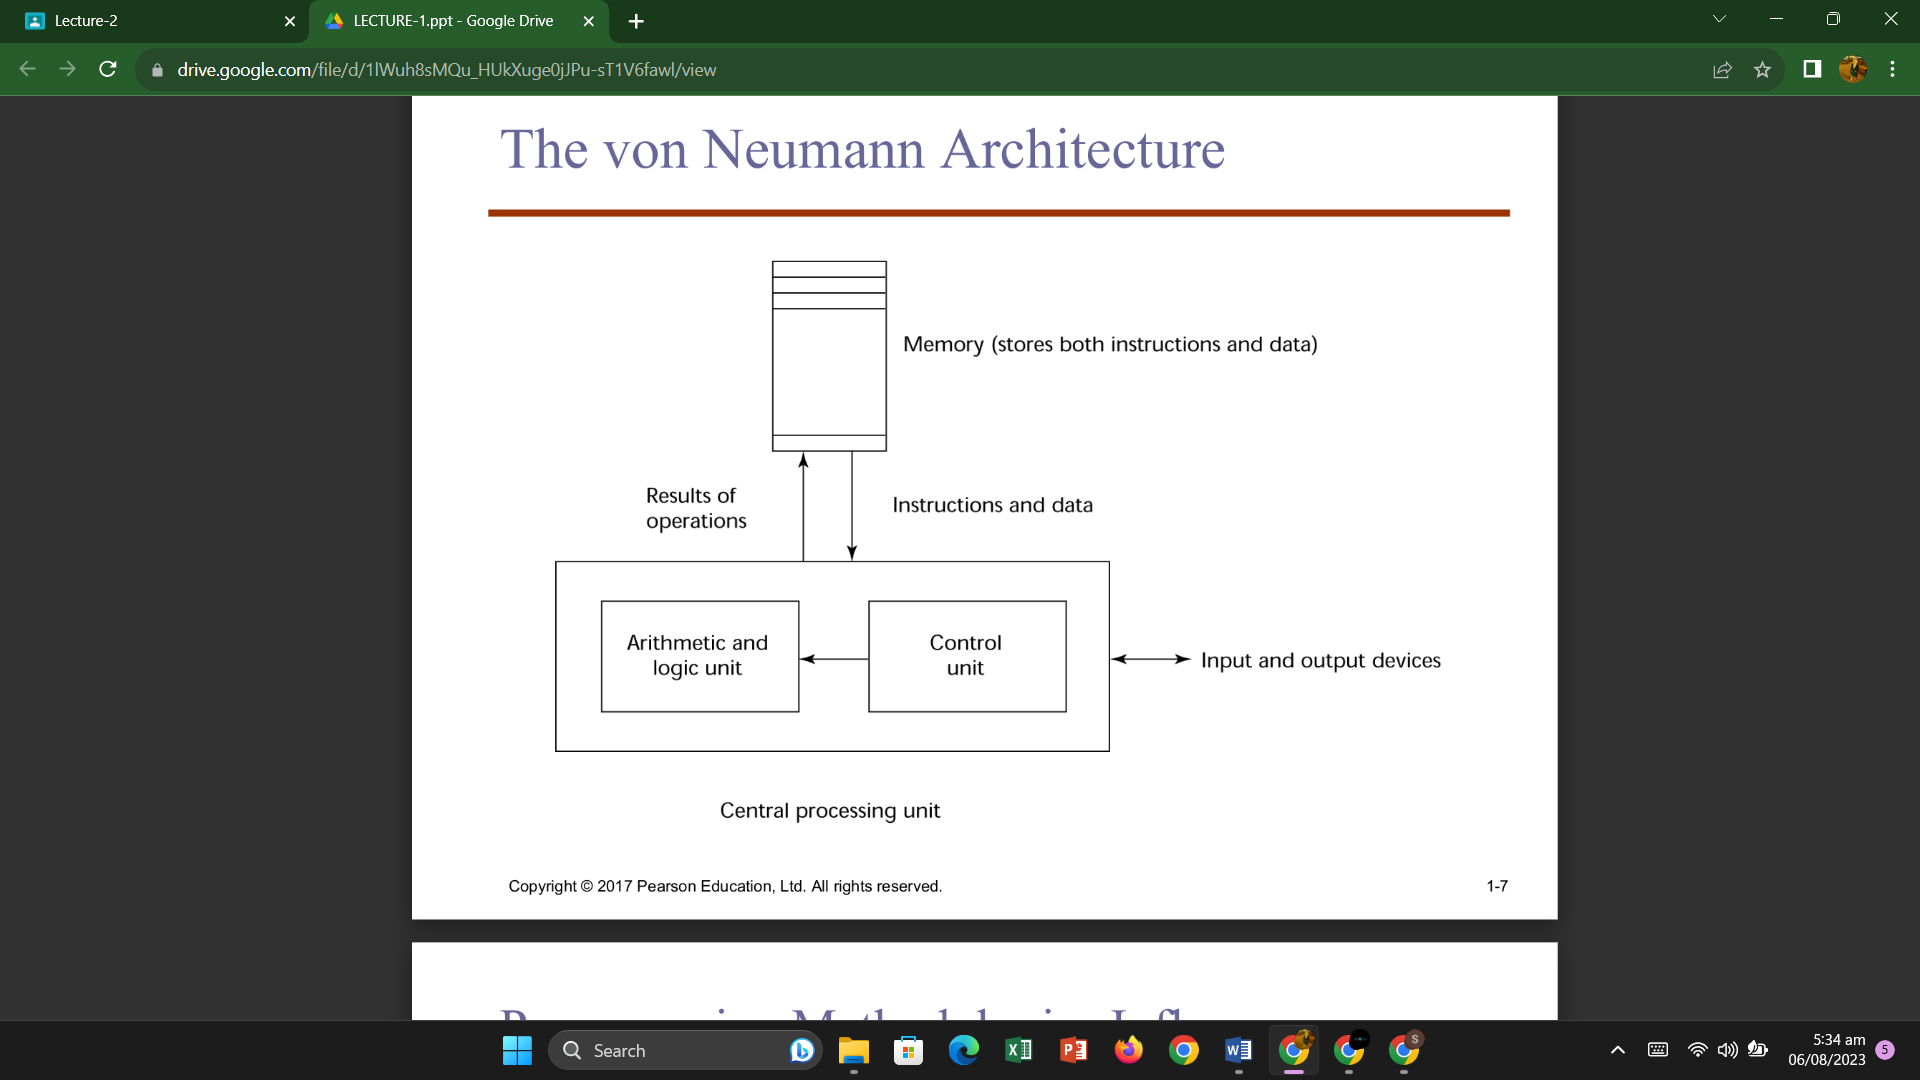 Lecture-2
LECTURE-1.ppt - Google Drive
drive.google.com/file/d/1lWuh8sMQu_HUkXuge0jJPu-sT1V6fawl/view
The von Neumann Architecture
Memory (stores both instructions and data)
Results of
operations
Instructions and data
Arithmetic and
logic unit
Control
unit
Input and output devices
Central processing unit
Copyright © 2017 Pearson Education, Ltd. All rights reserved.
1-7
Search
S
5:34 am
06/08/2023
5